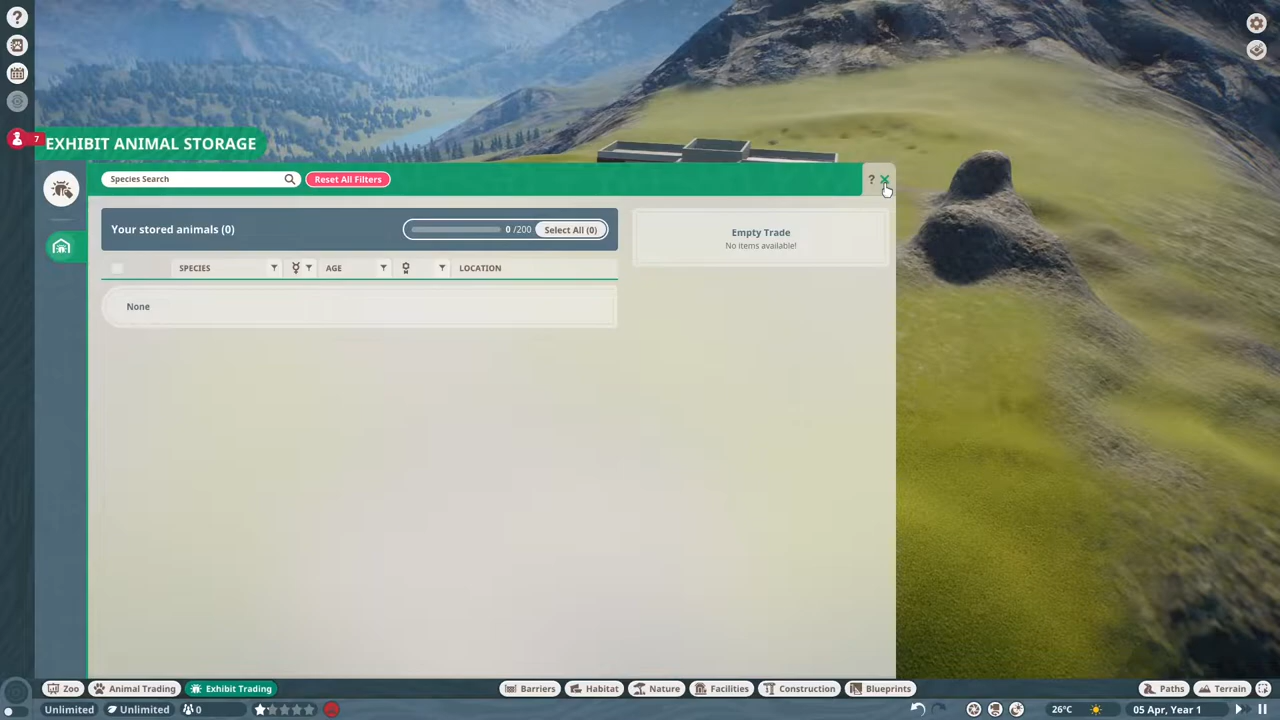 7
EXHIBIT ANIMAL STORAGE
Species Search
Reset All Filters
?
Your stored animals (0)
0 /200
Select All (0)
Empty Trade
No items available!
SPECIES
AGE
LOCATION
None
Zoo
Animal Trading
Exhibit Trading
Barriers
Habitat
Nature
Facilities
Construction
Blueprints
Paths
Terrain
Unlimited
Unlimited
0
26°C
05 Apr, Year 1